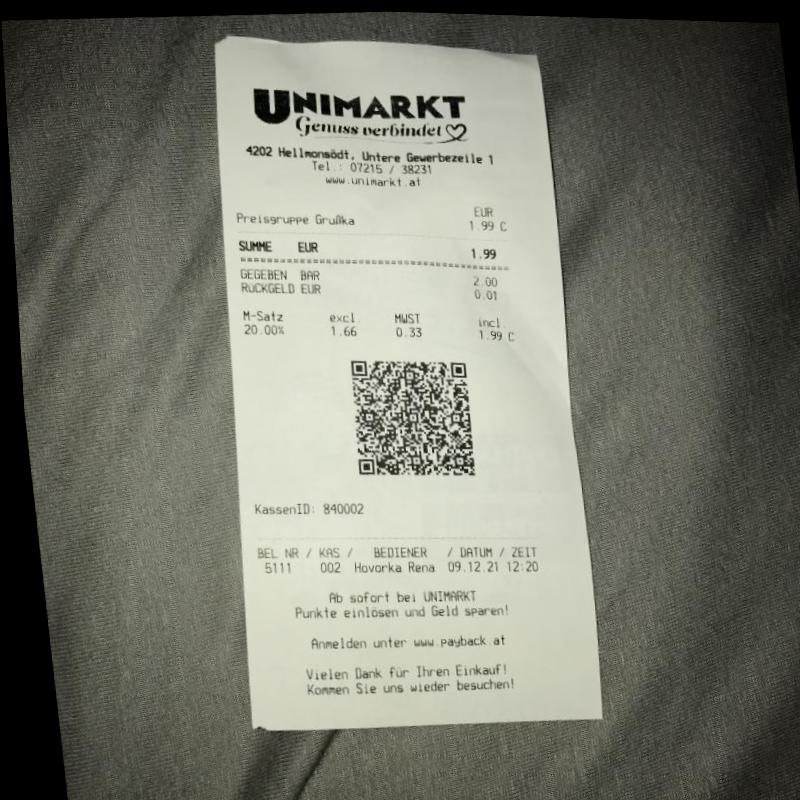 UNIMARKT
Genuss verbindet
4202 Hellmonsödt, Untere Gewerbezeile 1
Tel.: 07215 / 38231
www.unimarkt.at
EUR
Preisgruppe Grußka 1.99 C
SUMME EUR 1.99
GEGEBEN BAR 2.00
RÜCKGELD EUR 0.01
M-Satz excl. MWST incl.
20.00% 1.66 0.33 1.99 C
KassenID: 840002
BEL NR / KAS / BEDIENER / DATUM / ZEIT
5111 002 Hovorka Rena 09.12.21 12:20
Ab sofort bei UNIMARKT
Punkte einlösen und Geld sparen!
Anmelden unter www.payback.at
Vielen Dank für Ihren Einkauf!
Kommen Sie uns wieder besuchen!